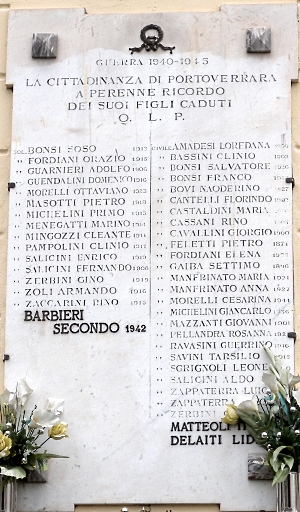 GUERRA 1940-1945
LA CITTADINANZA DI PORTOVERRARA
A PERENNE RICORDO
DEI SUOI FIGLI CADUTI
Q. L. P.
SOL. BONSI SOSO
" FORDIANI ORAZIO
" GUARNIERI ADOLFO
" GUENDALINI DOMENICO
" MORELLI OTTAVIANO
" MASOTTI PIETRO
" MICHELINI PRIMO
" MENEGATTI MARINO
" MINGOZZI CLEANTE
" PAMPOLINI CLINIO
" SALICINI ENRICO
" SALICINI FERNANDO
" ZERBINI GINO
" ZOLI ARMANDO
" ZACCARINI PINO
BARBIERI
SECONDO 1942
CIVILE AMADESI LOREDANA
" BASSINI CLINIO
" BONSI SALVATORE
" BONSI FRANCO
" BOVI NAODERINO
" CANTELLI FLORINDO
" CASTALDINI MARIA
" CASSANI RINO
" CAVALLINI GIORGIO
" FELETTI PIETRO
" FORDIANI ELENA
" GAIBA SETTIMO
" MANFRINATO MARIA
" MANFRINATO ANNA
" MORELLI CESARINA
" MICHELINI GIANCARLO
" MAZZANTI GIOVANNI
" PELLANDRA ROSANNA
" RAVASINI GUERRINO
" SAVINI TARSILIO
" SGRIGNOLI LEONE
" SALICINI ALDO
" ZAPPATERRA
" ZAPPATERRA
" ZERBINI
MATTEOLI
DELAITI